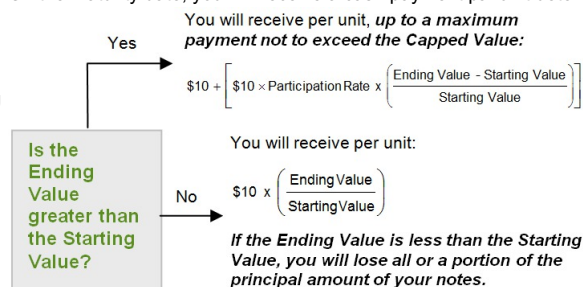 You will receive per unit, up to a maximum
payment not to exceed the Capped Value:
Yes
$10 + [ $10 × Participation Rate x ( Ending Value - Starting Value
Starting Value ) ]
Is the
Ending
Value
greater than
the Starting
Value?
No
You will receive per unit:
$10 x ( Ending Value
Starting Value )
If the Ending Value is less than the Starting
Value, you will lose all or a portion of the
principal amount of your notes.